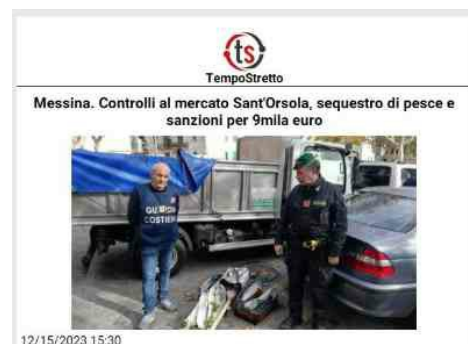 ts
TempoStretto
Messina. Controlli al mercato Sant'Orsola, sequestro di pesce e
sanzioni per 9mila euro
GUARDIA
COSTIERA
12/15/2023 15:30